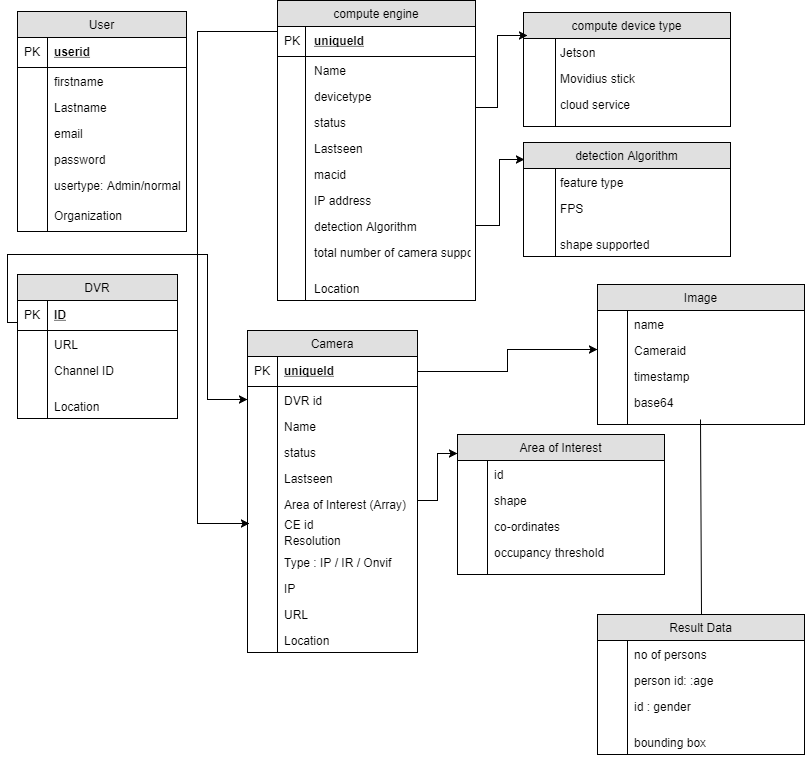 User
PK userid
firstname
Lastname
email
password
usertype: Admin/normal
Organization
compute engine
PK uniqueId
Name
devicetype
status
Lastseen
macid
IP address
detection Algorithm
total number of camera suppo
Location
compute device type
Jetson
Movidius stick
cloud service
detection Algorithm
feature type
FPS
shape supported
DVR
PK ID
URL
Channel ID
Location
Camera
PK uniqueId
DVR id
Name
status
Lastseen
Area of Interest (Array)
CE id
Resolution
Type : IP / IR / Onvif
IP
URL
Location
Image
name
Cameraid
timestamp
base64
Area of Interest
id
shape
co-ordinates
occupancy threshold
Result Data
no of persons
person id: :age
id : gender
bounding box